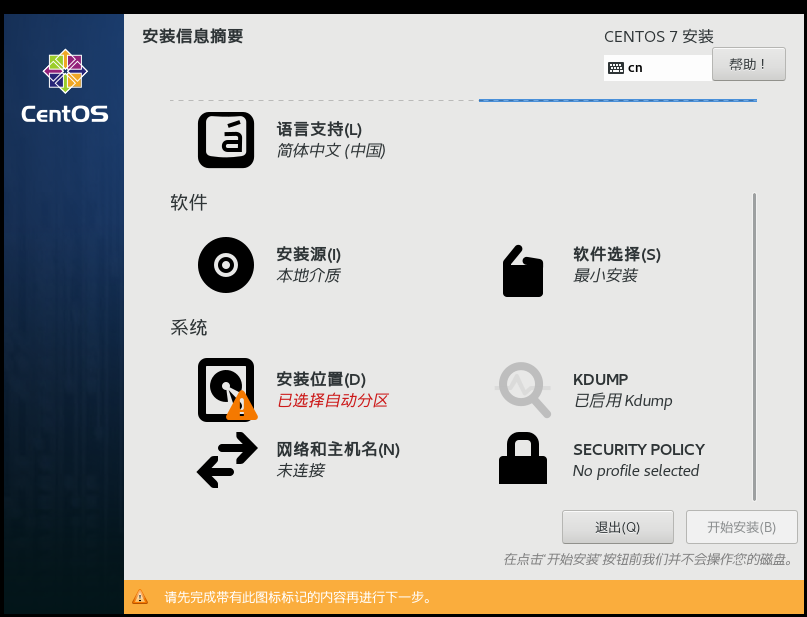 安装信息摘要
CENTOS 7 安装
cn
帮助！
CentOS
语言支持(L)
简体中文 (中国)
软件
安装源(I)
本地介质
软件选择(S)
最小安装
系统
安装位置(D)
已选择自动分区
KDUMP
已启用 Kdump
网络和主机名(N)
未连接
SECURITY POLICY
No profile selected
退出(Q)
开始安装(B)
在点击'开始安装'按钮前我们并不会操作您的磁盘。
请先完成带有此图标标记的内容再进行下一步。